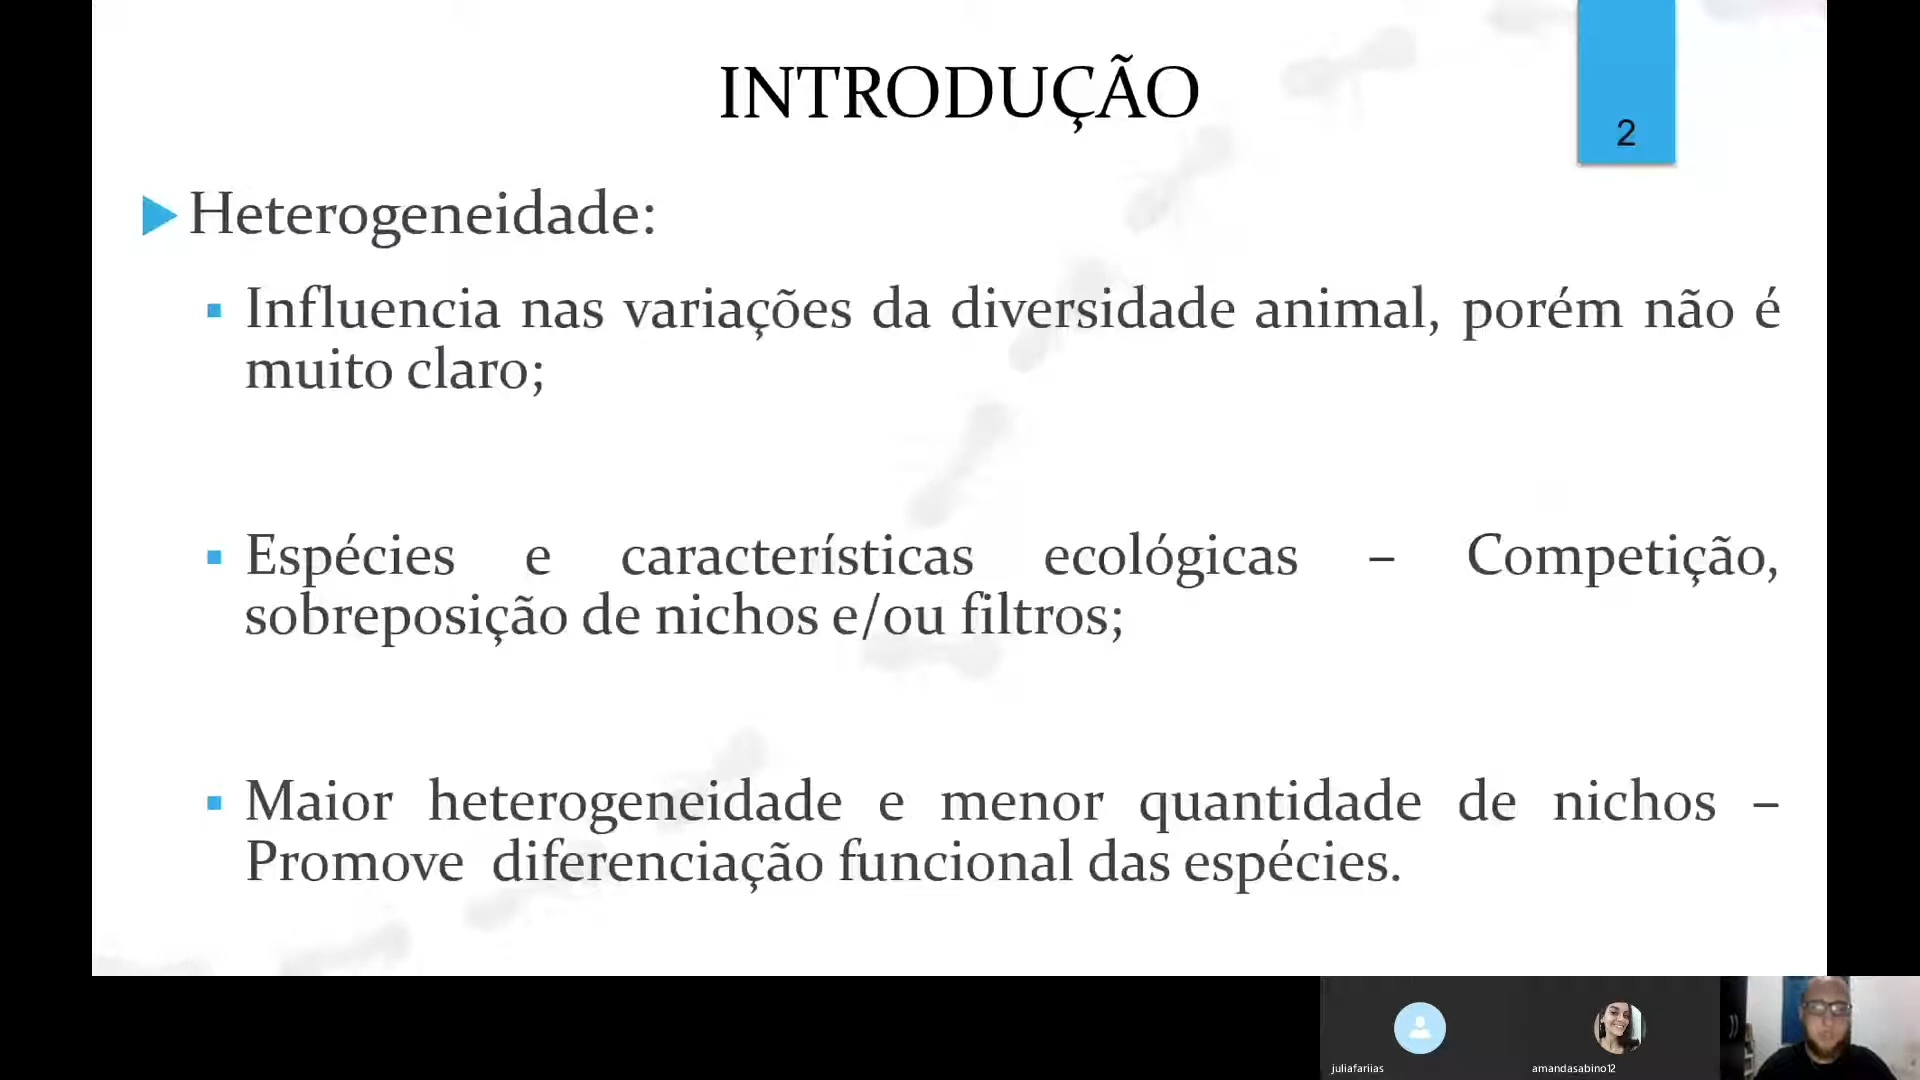 INTRODUÇÃO
2
Heterogeneidade:
Influencia nas variações da diversidade animal, porém não é
muito claro;
Espécies e características ecológicas – Competição,
sobreposição de nichos e/ou filtros;
Maior heterogeneidade e menor quantidade de nichos –
Promove diferenciação funcional das espécies.
juliafariias
amandasabino12